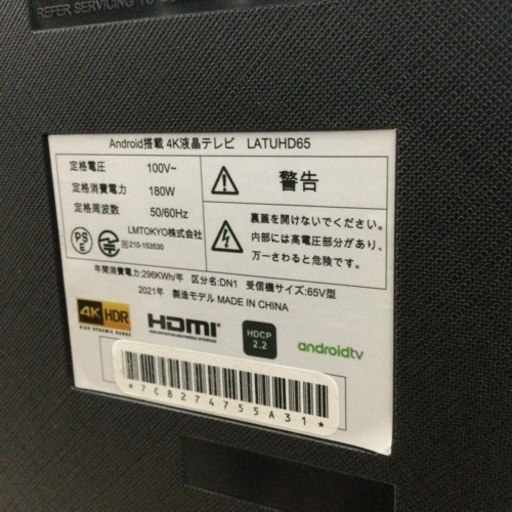 REFER SERVICING TO
Android搭載 4K液晶テレビ LATUHD65
定格電圧 100V~
定格消費電力 180W
定格周波数 50/60Hz
LMTOKYO株式会社
210-153530
PSE
警告
裏蓋を開けないでください。
内部には高電圧部分があり、
万一さわると危険です。
年間消費電力:296KWh/年 区分名:DN1 受信機サイズ:65V型
2021年 製造モデル MADE IN CHINA
4K HDR
HIGH DYNAMIC RANGE
HDMI
HIGH-DEFINITION MULTIMEDIA INTERFACE
HDCP
2.2
androidtv
*7C8274755A31*